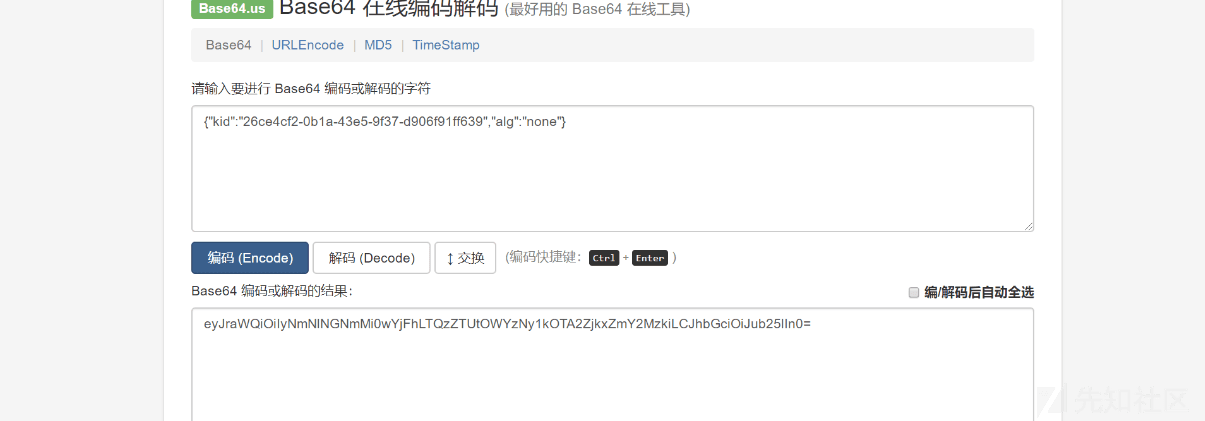 Base64.us Base64 在线编码解码 (最好用的 Base64 在线工具)
Base64 | URLEncode | MD5 | TimeStamp
请输入要进行 Base64 编码或解码的字符
{"kid":"26ce4cf2-0b1a-43e5-9f37-d906f91ff639","alg":"none"}
编码 (Encode) 解码 (Decode) ↕ 交换 (编码快捷键: Ctrl + Enter )
Base64 编码或解码的结果: 编/解码后自动全选
eyJraWQiOiIyNmNlNGNmMi0wYjFhLTQzZTUtOWYzNy1kOTA2ZjkxZmY2MzkiLCJhbGciOiJub25lIn0=
先知社区